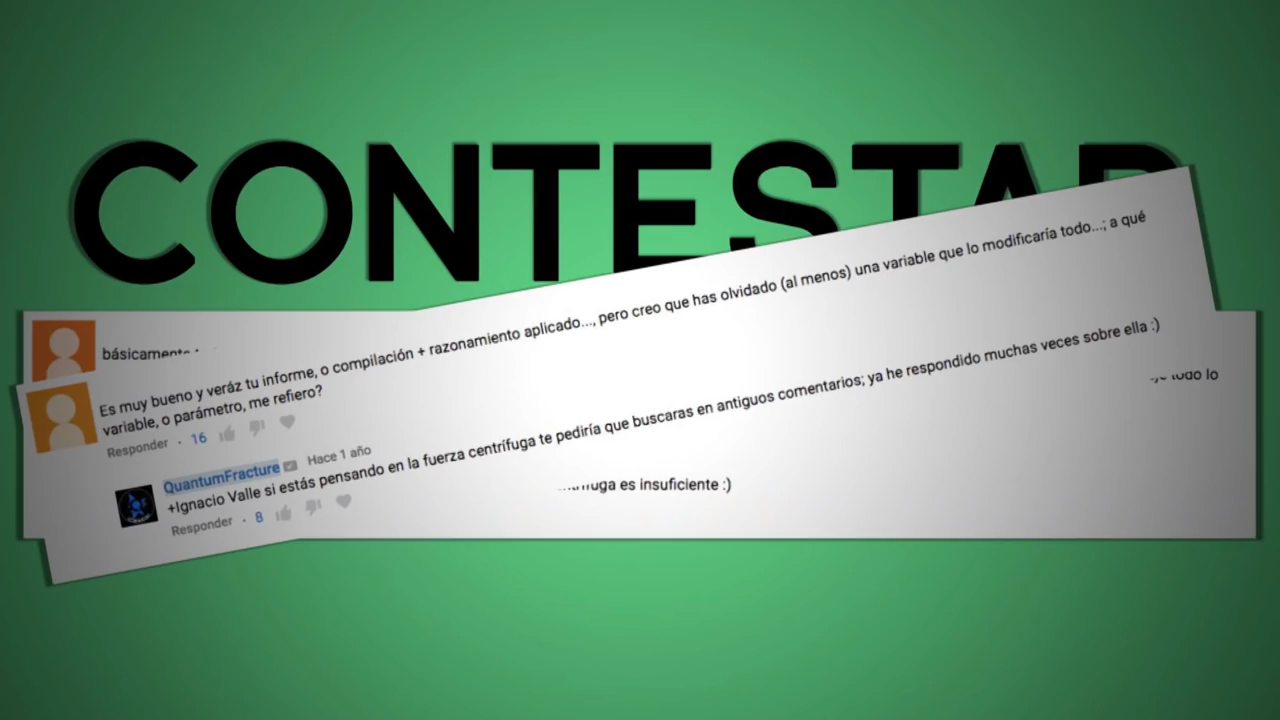 CONTESTAR
básicamente
Es muy bueno y veráz tu informe, o compilación + razonamiento aplicado..., pero creo que has olvidado (al menos) una variable que lo modificaría todo...; a qué
variable, o parámetro, me refiero?
Responder · 16
QuantumFracture Hace 1 año
+Ignacio Valle si estás pensando en la fuerza centrífuga te pediría que buscaras en antiguos comentarios; ya he respondido muchas veces sobre ella :)
Responder · 8
todo lo
es insuficiente :)